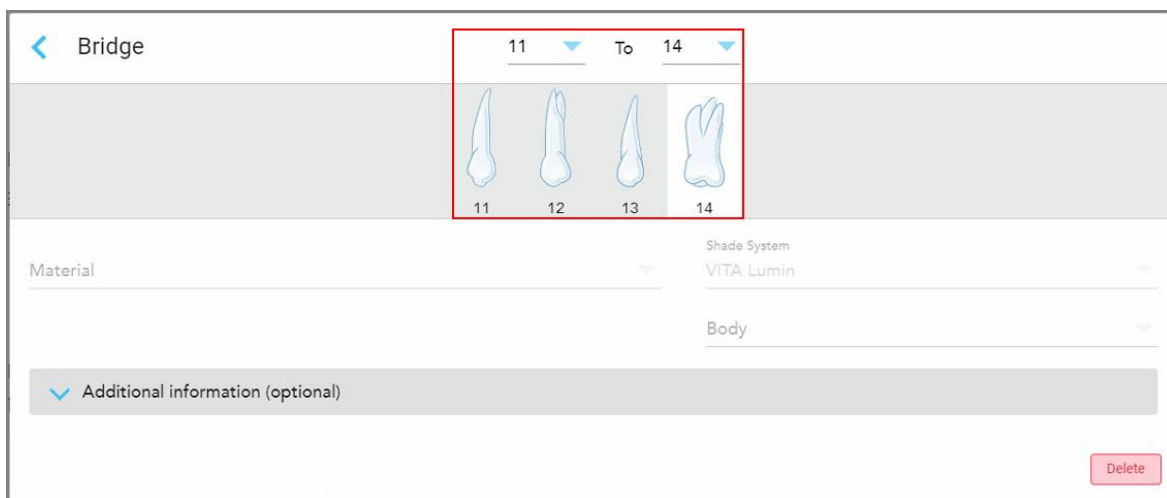 Bridge 11 To 14
11 12 13 14
Shade System
Material VITA Lumin
Body
Additional information (optional)
Delete